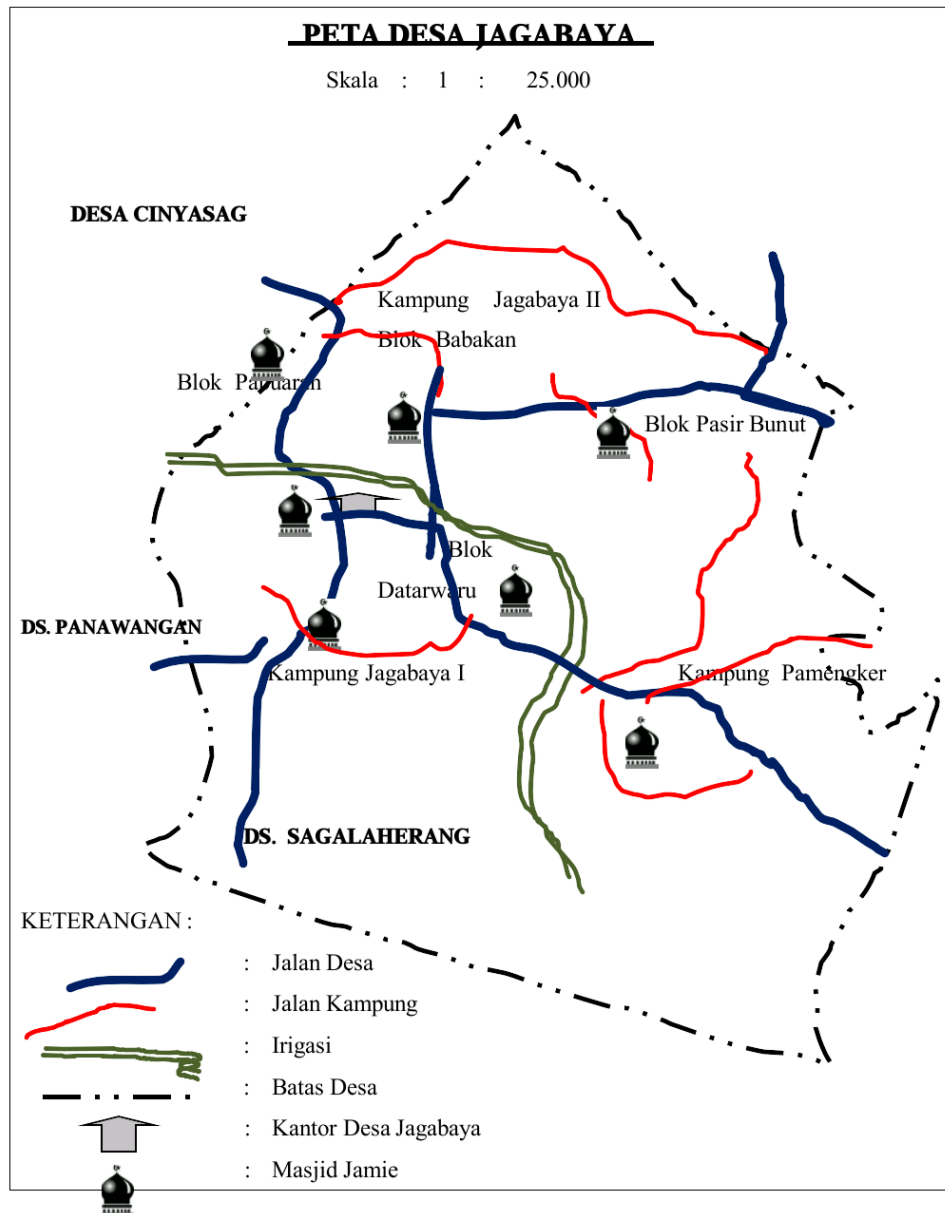 PETA DESA JAGABAYA
Skala : 1 : 25.000
DESA CINYASAG
Kampung Jagabaya II
Blok Babakan
Blok Papuaran
Blok Pasir Bunut
Blok
Datarwaru
DS. PANAWANGAN
Kampung Jagabaya I
Kampung Pamengker
DS. SAGALAHERANG
KETERANGAN :
: Jalan Desa
: Jalan Kampung
: Irigasi
: Batas Desa
: Kantor Desa Jagabaya
: Masjid Jamie